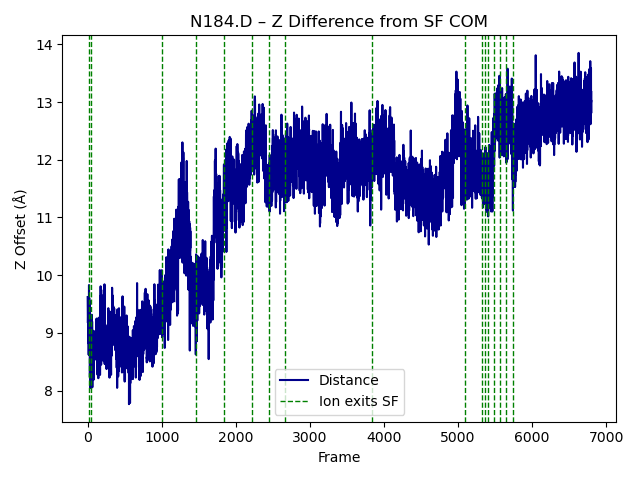 N184.D – Z Difference from SF COM
Z Offset (Å)
14
13
12
11
10
9
8
0 1000 2000 3000 4000 5000 6000 7000
Frame
Distance
Ion exits SF